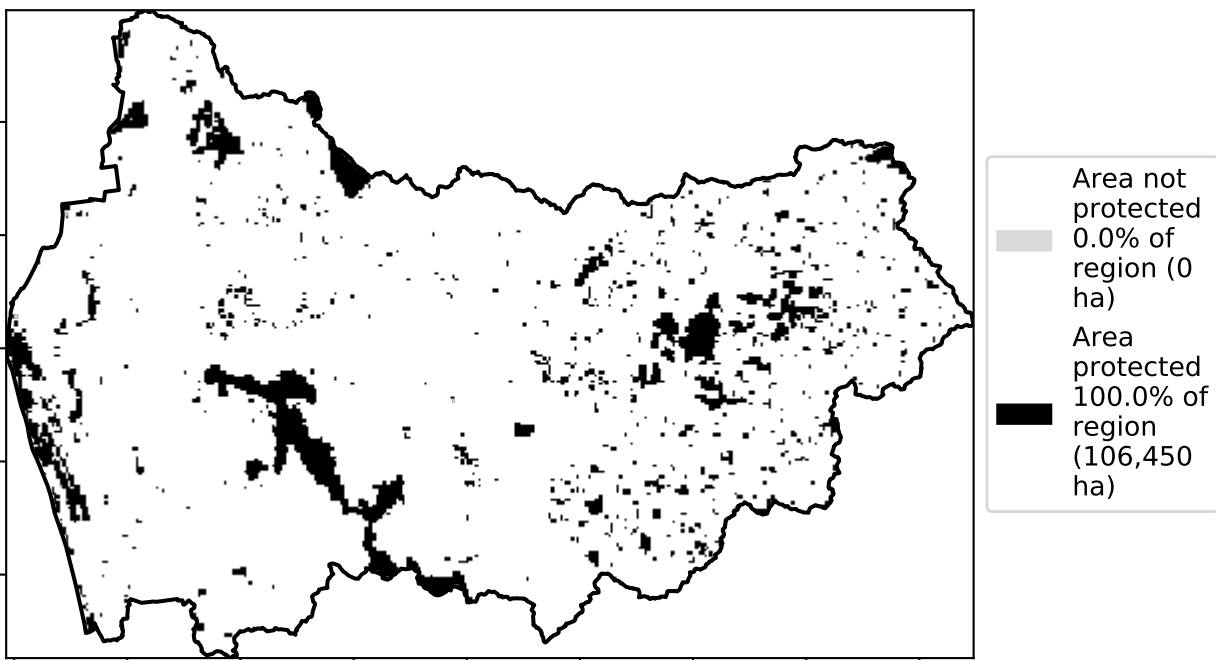 Area not
protected
0.0% of
region (0
ha)
Area
protected
100.0% of
region
(106,450
ha)